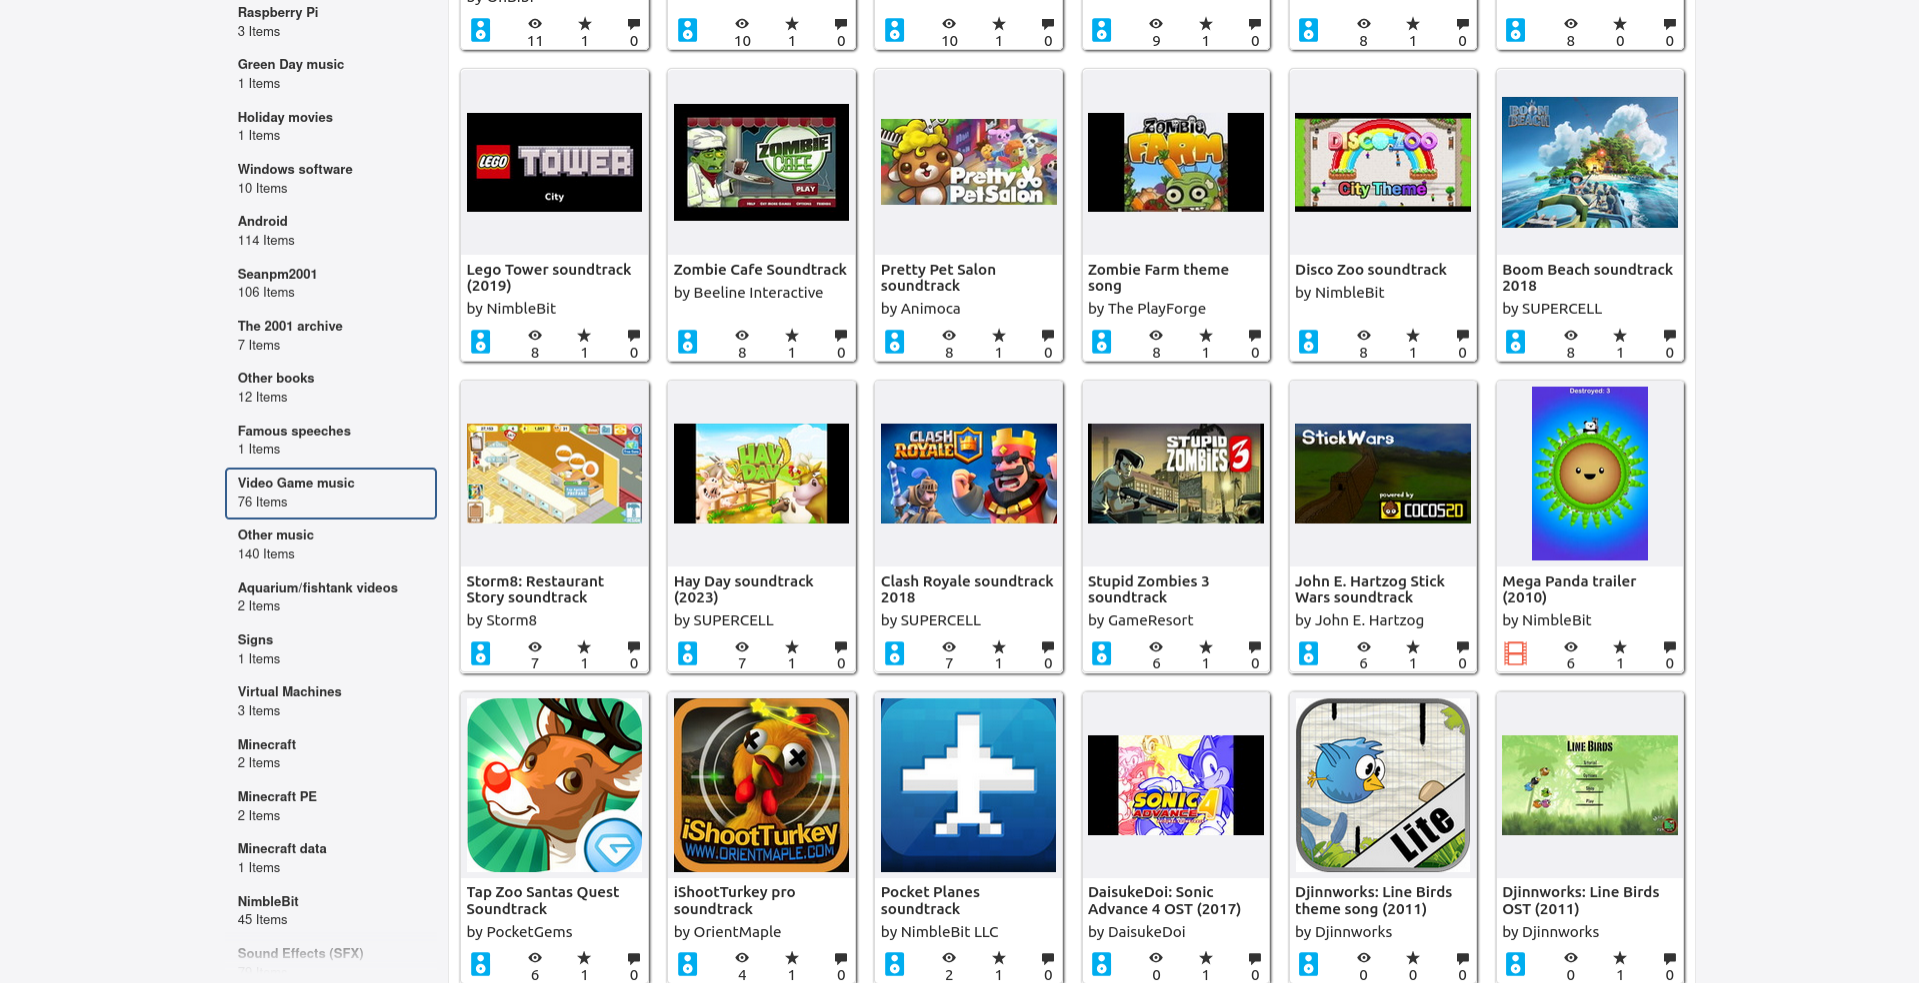 Raspberry Pi
3 Items
Green Day music
1 Items
Holiday movies
1 Items
Windows software
10 Items
Android
114 Items
Seanpm2001
106 Items
The 2001 archive
7 Items
Other books
12 Items
Famous speeches
1 Items
Video Game music
76 Items
Other music
140 Items
Aquarium/fishtank videos
2 Items
Signs
1 Items
Virtual Machines
3 Items
Minecraft
2 Items
Minecraft PE
2 Items
Minecraft data
1 Items
NimbleBit
45 Items
Sound Effects (SFX)
11 1 0
10 1 0
10 1 0
9 1 0
8 1 0
8 0 0
LEGO TOWER
City
Lego Tower soundtrack
(2019)
by NimbleBit
8 1 0
ZOMBIE
CAFE
PLAY
Zombie Cafe Soundtrack
by Beeline Interactive
8 1 0
Pretty
Pet Salon
Pretty Pet Salon
soundtrack
by Animoca
8 1 0
ZOMBIE
FARM
Zombie Farm theme
song
by The PlayForge
8 1 0
DISCO ZOO
City Theme
Disco Zoo soundtrack
by NimbleBit
8 1 0
BOOM
BEACH
Boom Beach soundtrack
2018
by SUPERCELL
8 1 0
Storm8: Restaurant
Story soundtrack
by Storm8
7 1 0
HAY
DAY
Hay Day soundtrack
(2023)
by SUPERCELL
7 1 0
CLASH
ROYALE
Clash Royale soundtrack
2018
by SUPERCELL
7 1 0
STUPID
ZOMBIES 3
Stupid Zombies 3
soundtrack
by GameResort
6 1 0
StickWars
powered by
COCOS2D
John E. Hartzog Stick
Wars soundtrack
by John E. Hartzog
6 1 0
Destroyed: 3
Mega Panda trailer
(2010)
by NimbleBit
6 1 0
Tap Zoo Santas Quest
Soundtrack
by PocketGems
6 1 0
iShootTurkey
WWW.ORIENTMAPLE.COM
iShootTurkey pro
soundtrack
by OrientMaple
4 1 0
Pocket Planes
soundtrack
by NimbleBit LLC
2 1 0
SONIC
ADVANCE 4
DaisukeDoi: Sonic
Advance 4 OST (2017)
by DaisukeDoi
0 1 0
Lite
Djinnworks: Line Birds
theme song (2011)
by Djinnworks
0 0 0
LINE BIRDS
Djinnworks: Line Birds
OST (2011)
by Djinnworks
0 1 0